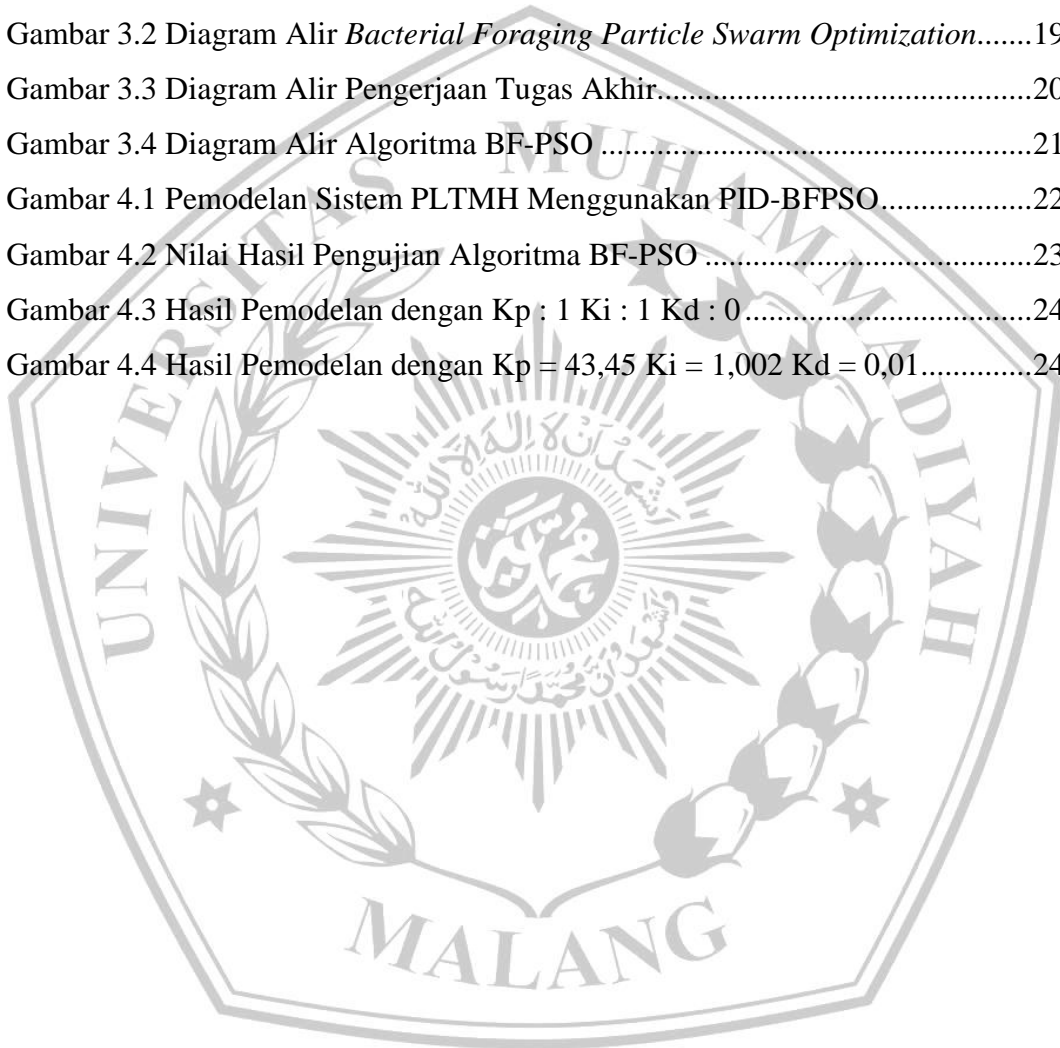 Gambar 3.2 Diagram Alir Bacterial Foraging Particle Swarm Optimization.......19
Gambar 3.3 Diagram Alir Pengerjaan Tugas Akhir.......................................20
Gambar 3.4 Diagram Alir Algoritma BF-PSO ............................................21
Gambar 4.1 Pemodelan Sistem PLTMH Menggunakan PID-BFPSO..................22
Gambar 4.2 Nilai Hasil Pengujian Algoritma BF-PSO ..................................23
Gambar 4.3 Hasil Pemodelan dengan Kp : 1 Ki : 1 Kd : 0 ..............................24
Gambar 4.4 Hasil Pemodelan dengan Kp = 43,45 Ki = 1,002 Kd = 0,01..............24
UNIVERSITAS MUHAMMADIYAH
MALANG